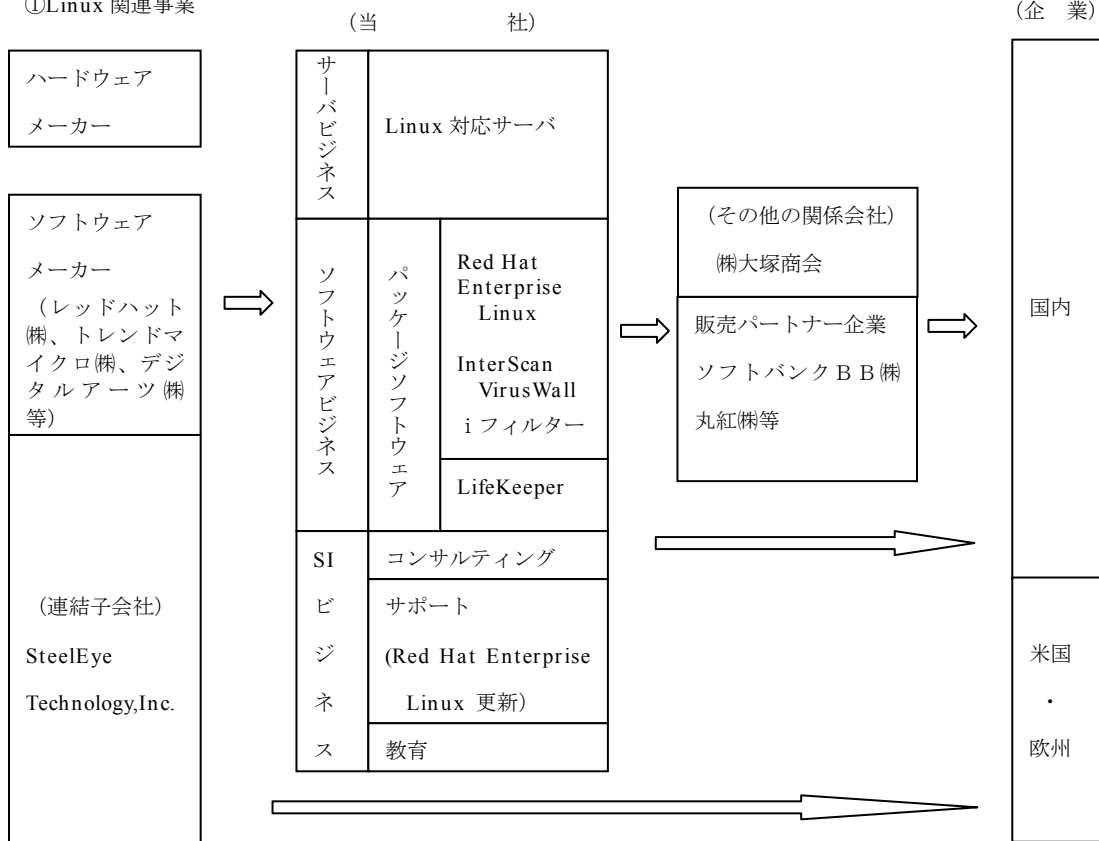 ①Linux 関連事業
(当 社)
(企 業)
ハードウェア
メーカー
ソフトウェア
メーカー
（レッドハット
㈱、トレンドマ
イクロ㈱、デジ
タルアーツ㈱
等）
（連結子会社）
SteelEye
Technology,Inc.
サーバビジネス
Linux 対応サーバ
ソフトウェアビジネス
パッケージソフトウェア
Red Hat
Enterprise
Linux
InterScan
VirusWall
i フィルター
LifeKeeper
SI ビジネス
コンサルティング
サポート
(Red Hat Enterprise
Linux 更新）
教育
（その他の関係会社）
㈱大塚商会
販売パートナー企業
ソフトバンクＢＢ㈱
丸紅㈱等
国内
米国
・
欧州